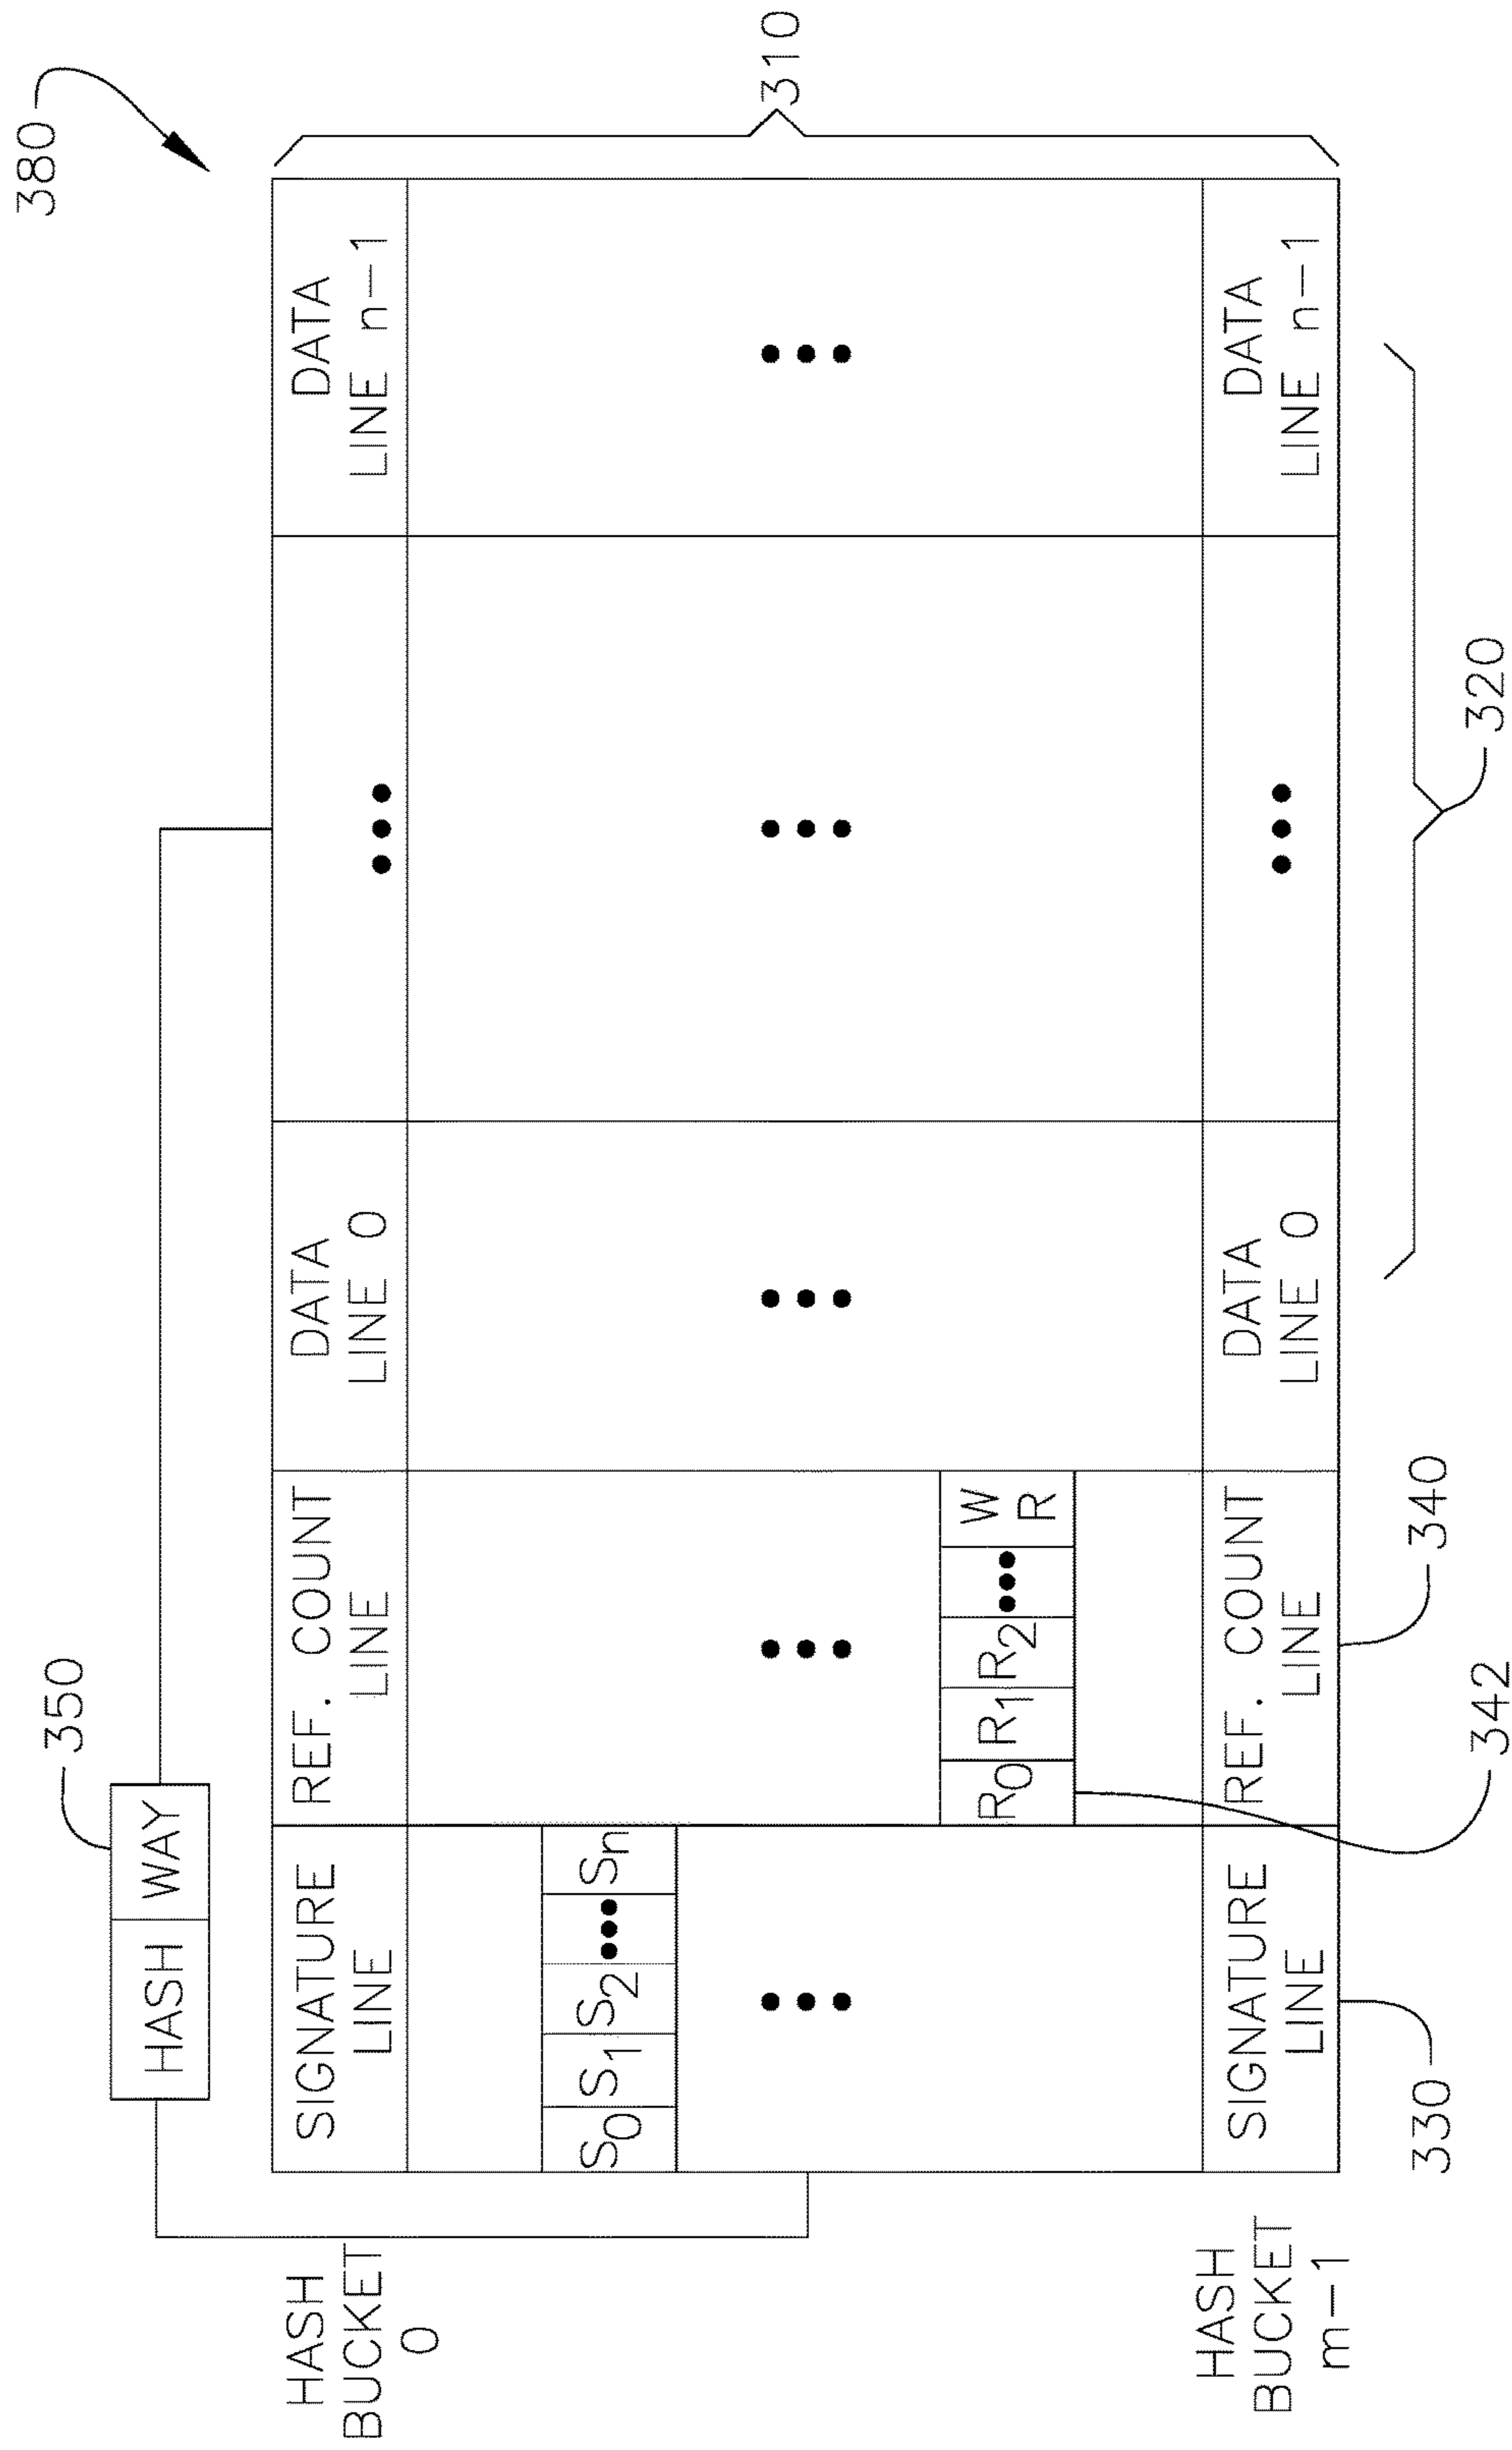 380
350
HASH WAY
HASH
BUCKET
0
SIGNATURE
LINE
REF. COUNT
LINE
DATA
LINE 0
•••
DATA
LINE n-1
310
S0 S1 S2 ••• Sn
••• ••• ••• ••• •••
R0 R1 R2 ••• W
R
HASH
BUCKET
m-1
SIGNATURE
LINE
REF. COUNT
LINE
DATA
LINE 0
•••
DATA
LINE n-1
330
342
340
320